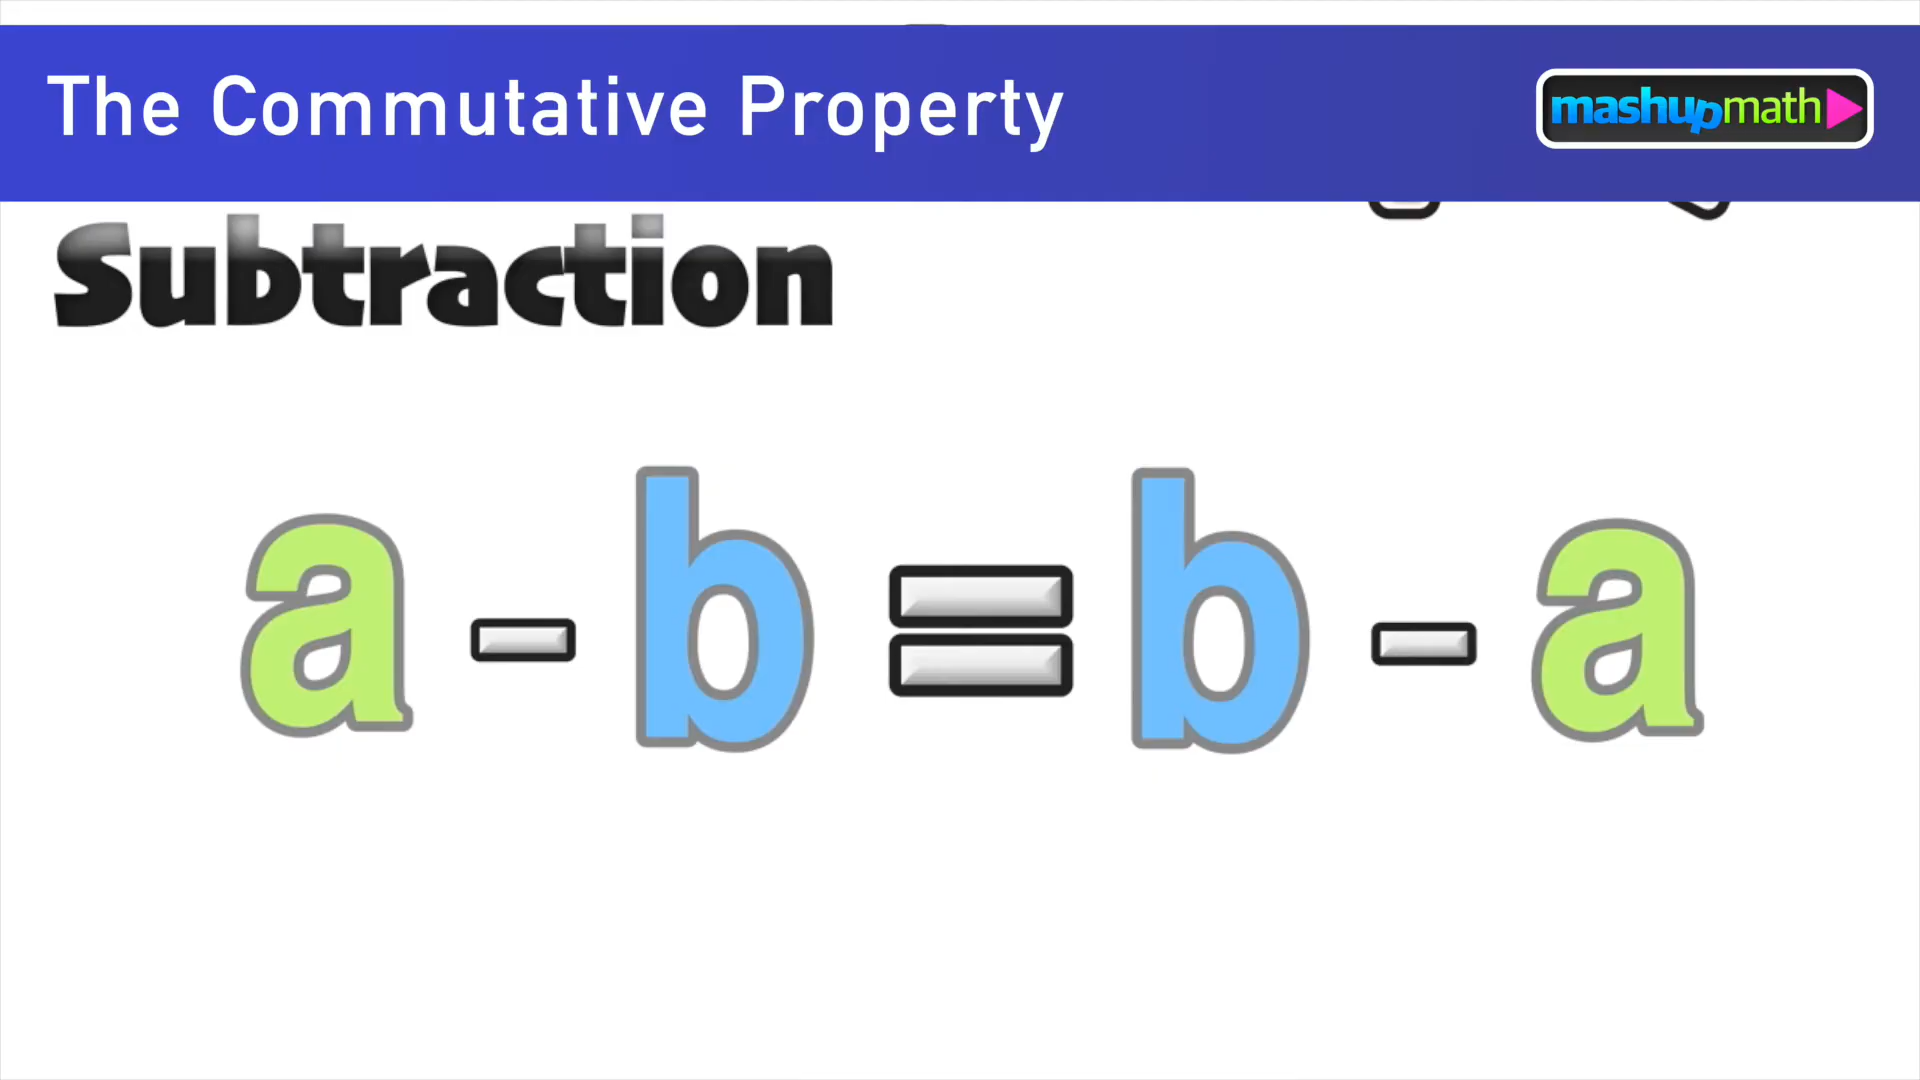 The Commutative Property
mashupmath
Subtraction
a - b = b - a